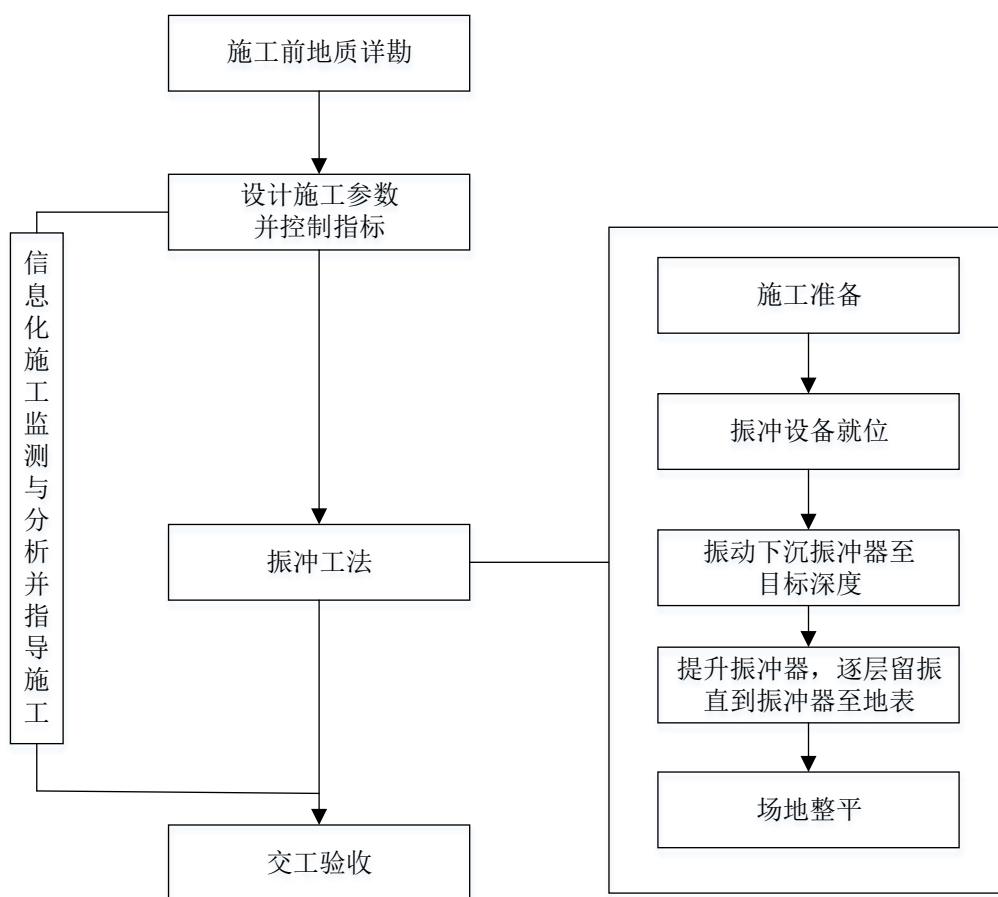 施工前地质详勘
设计施工参数
并控制指标
信息化施工监测与分析并指导施工
振冲工法
交工验收
施工准备
振冲设备就位
振动下沉振冲器至
目标深度
提升振冲器，逐层留振
直到振冲器至地表
场地整平